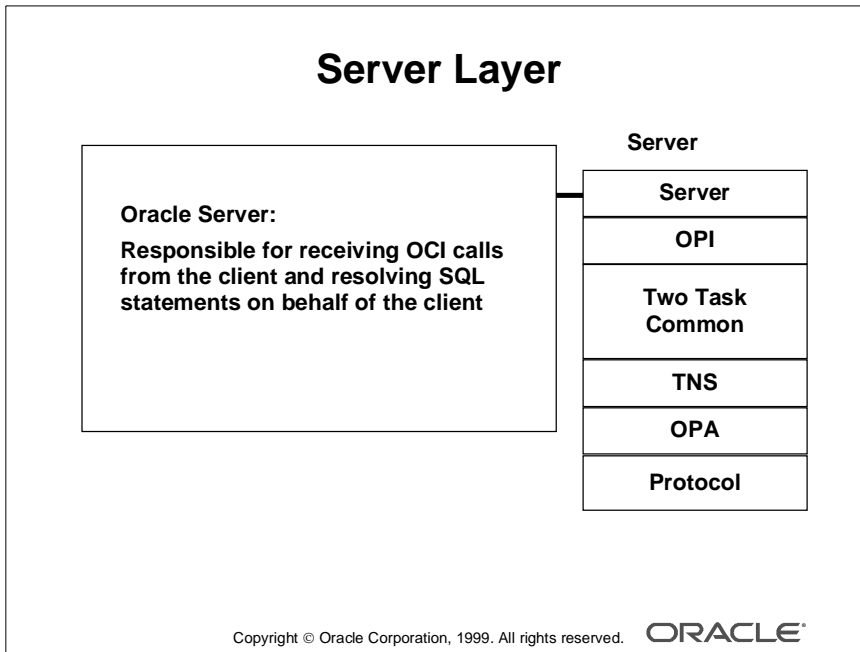 Server Layer
Oracle Server:
Responsible for receiving OCI calls
from the client and resolving SQL
statements on behalf of the client
Server
Server
OPI
Two Task
Common
TNS
OPA
Protocol
Copyright © Oracle Corporation, 1999. All rights reserved.
ORACLE®